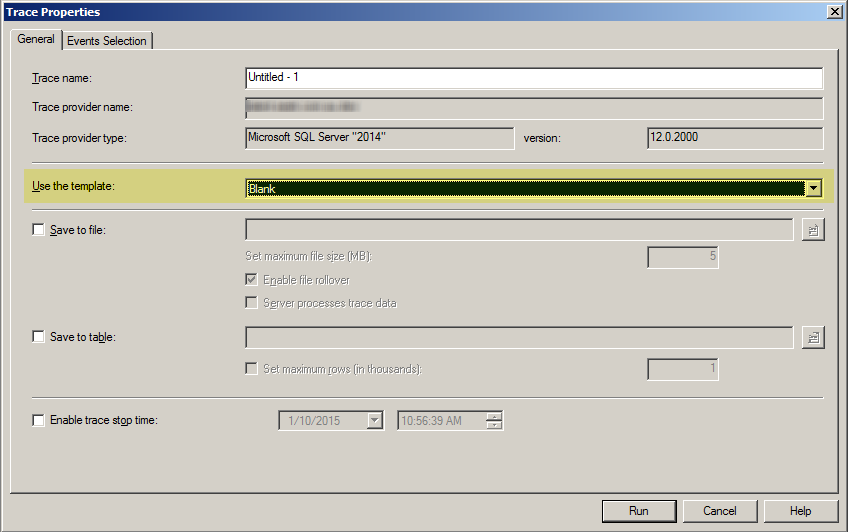 Trace Properties
General Events Selection
Trace name: Untitled - 1
Trace provider name:
Trace provider type: Microsoft SQL Server "2014" version: 12.0.2000
Use the template: Blank
Save to file:
Set maximum file size (MB): 5
Enable file rollover
Server processes trace data
Save to table:
Set maximum rows (in thousands): 1
Enable trace stop time: 1/10/2015 10:56:39 AM
Run Cancel Help